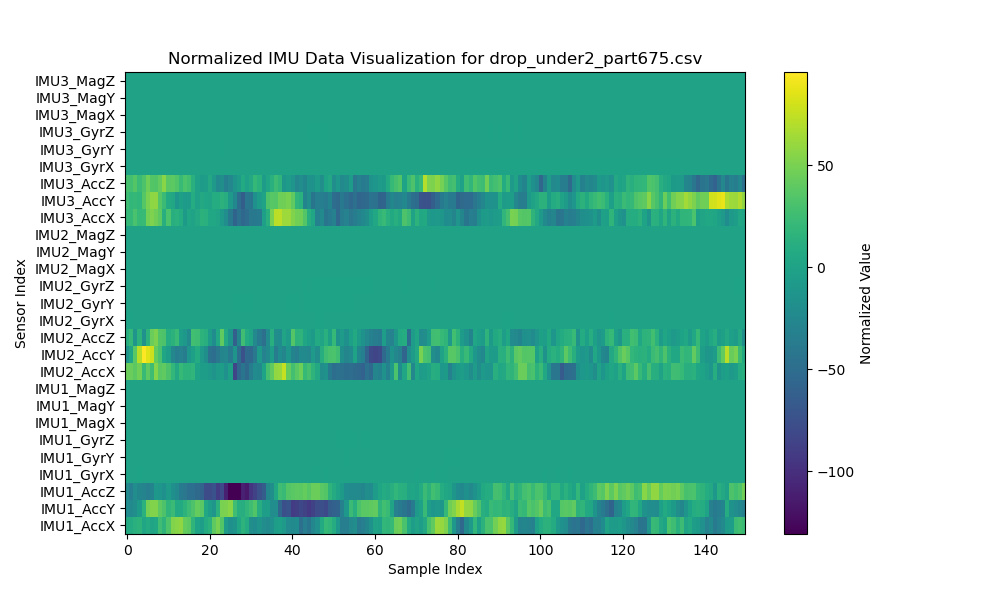 Normalized IMU Data Visualization for drop_under2_part675.csv
IMU3_MagZ
IMU3_MagY
IMU3_MagX
IMU3_GyrZ
IMU3_GyrY
IMU3_GyrX
IMU3_AccZ
IMU3_AccY
IMU3_AccX
IMU2_MagZ
IMU2_MagY
IMU2_MagX
IMU2_GyrZ
IMU2_GyrY
IMU2_GyrX
IMU2_AccZ
IMU2_AccY
IMU2_AccX
IMU1_MagZ
IMU1_MagY
IMU1_MagX
IMU1_GyrZ
IMU1_GyrY
IMU1_GyrX
IMU1_AccZ
IMU1_AccY
IMU1_AccX
Sensor Index
0 20 40 60 80 100 120 140
Sample Index
50
0
−50
−100
Normalized Value